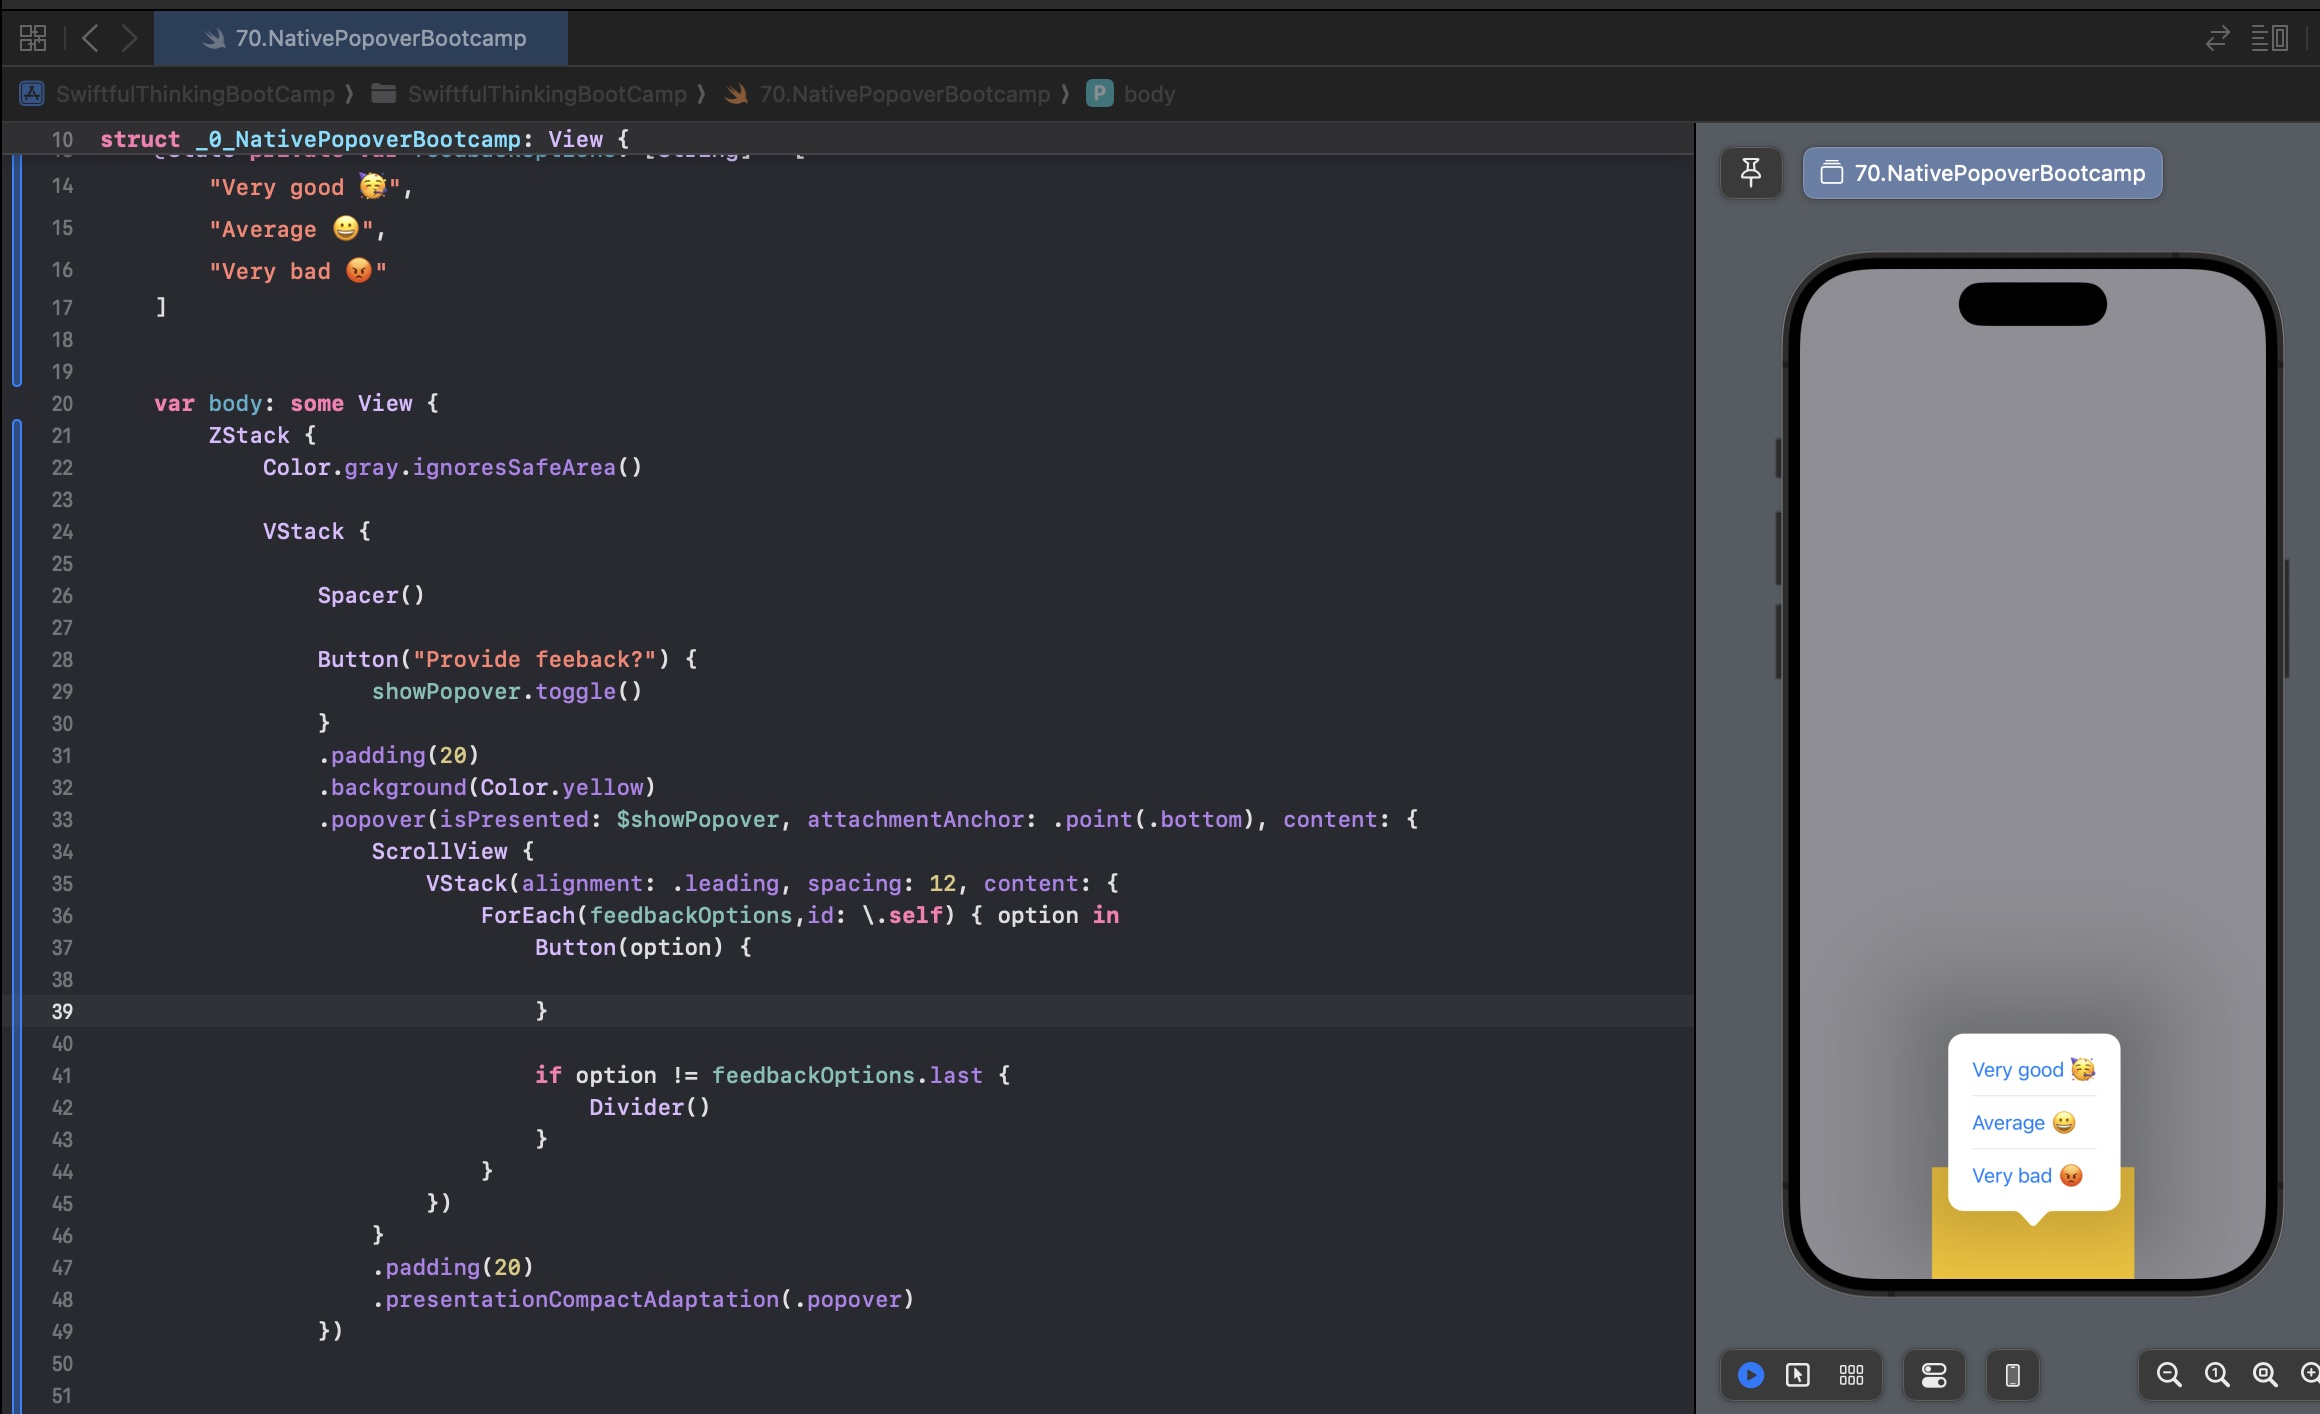 70.NativePopoverBootcamp
SwiftfulThinkingBootCamp ⟩ SwiftfulThinkingBootCamp ⟩ 70.NativePopoverBootcamp ⟩ P body
10 struct _0_NativePopoverBootcamp: View {
14 "Very good 🥳",
15 "Average 😀",
16 "Very bad 😡"
17 ]
18
19
20 var body: some View {
21 ZStack {
22 Color.gray.ignoresSafeArea()
23
24 VStack {
25
26 Spacer()
27
28 Button("Provide feeback?") {
29 showPopover.toggle()
30 }
31 .padding(20)
32 .background(Color.yellow)
33 .popover(isPresented: $showPopover, attachmentAnchor: .point(.bottom), content: {
34 ScrollView {
35 VStack(alignment: .leading, spacing: 12, content: {
36 ForEach(feedbackOptions,id: \.self) { option in
37 Button(option) {
38
39 }
40
41 if option != feedbackOptions.last {
42 Divider()
43 }
44 }
45 })
46 }
47 .padding(20)
48 .presentationCompactAdaptation(.popover)
49 })
50
51
70.NativePopoverBootcamp
Very good 🥳
Average 😀
Very bad 😡